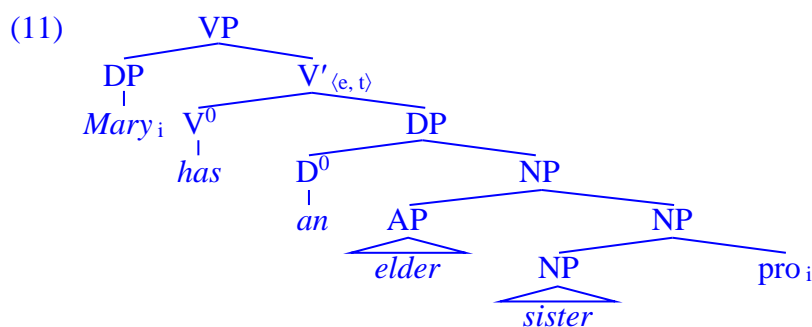 (11) VP
DP V′⟨e, t⟩
Mary i V⁰ DP
has D⁰ NP
an AP NP
elder NP pro i
sister